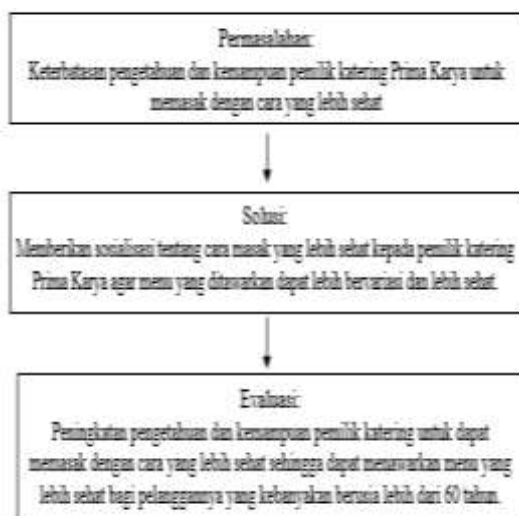 Permasalahan:
Keterbatasan pengetahuan dan kemampuan pemilik katering Prima Karya untuk
memasak dengan cara yang lebih sehat
Solusi:
Memberikan sosialisasi tentang cara masak yang lebih sehat kepada pemilik katering
Prima Karya agar menu yang ditawarkan dapat lebih bervariasi dan lebih sehat.
Evaluasi:
Peningkatan pengetahuan dan kemampuan pemilik katering untuk dapat
memasak dengan cara yang lebih sehat sehingga dapat menawarkan menu yang
lebih sehat bagi pelanggannya yang kebanyakan berusia lebih dari 60 tahun.